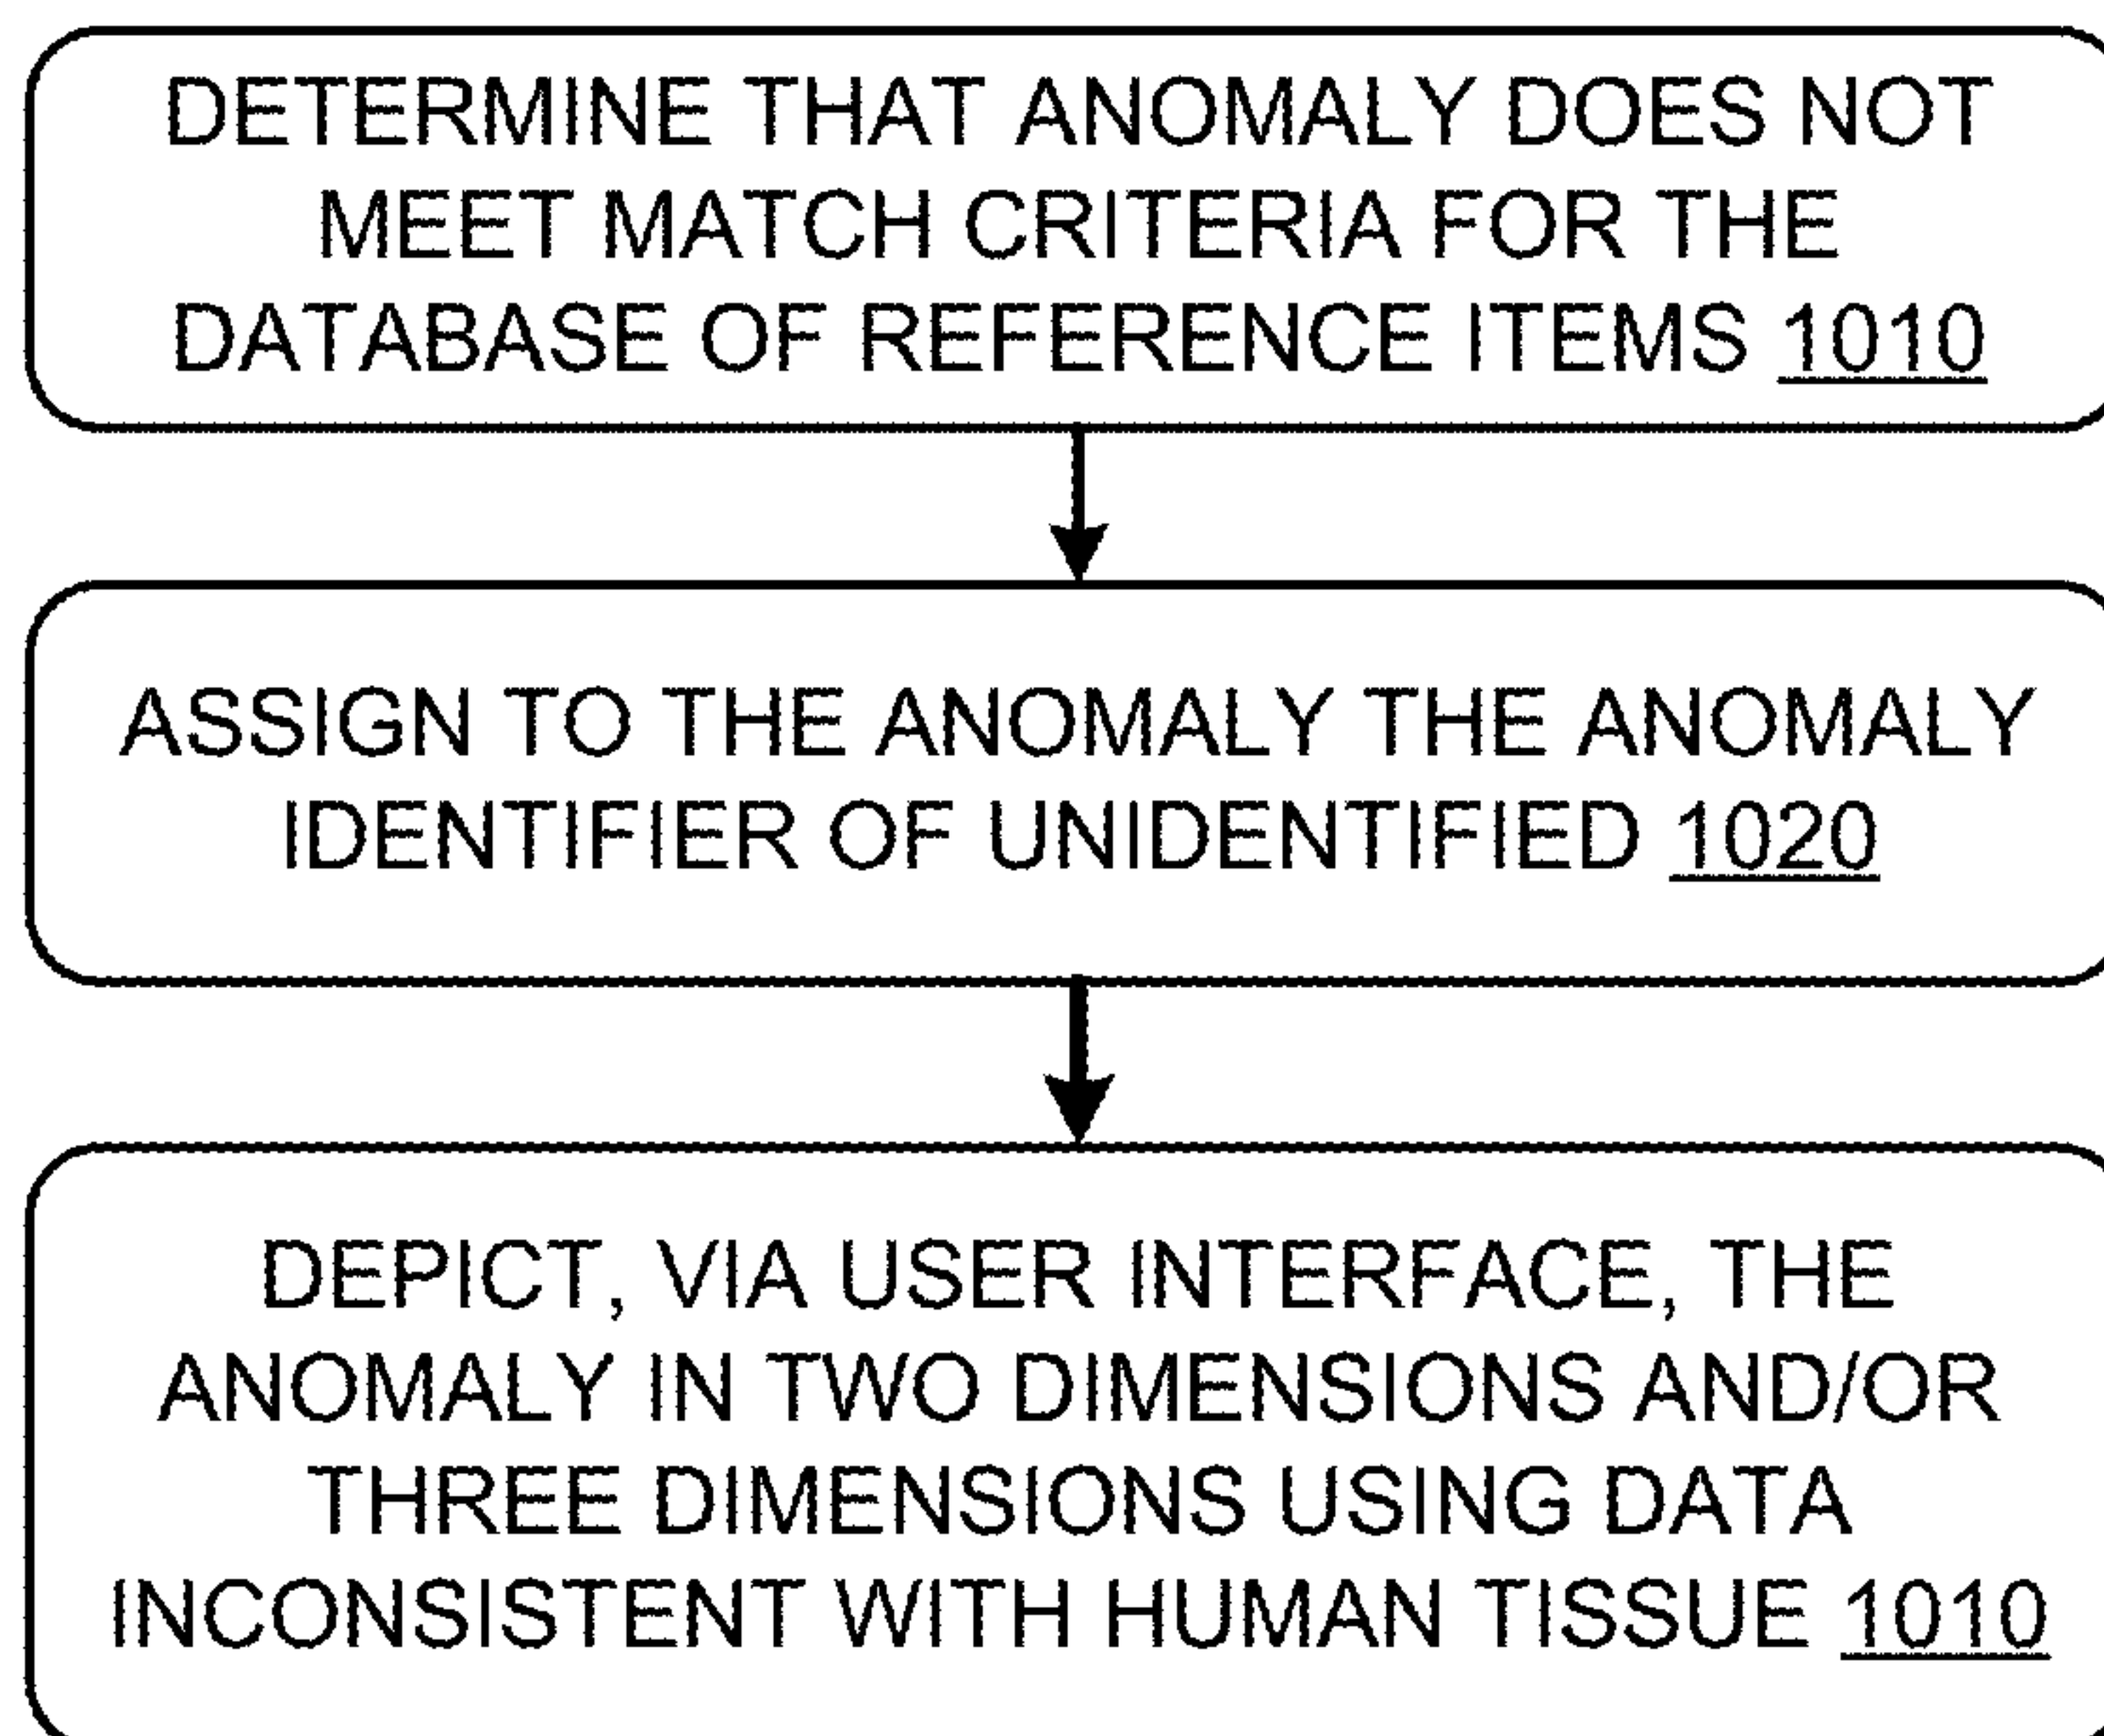 DETERMINE THAT ANOMALY DOES NOT
MEET MATCH CRITERIA FOR THE
DATABASE OF REFERENCE ITEMS 1010
ASSIGN TO THE ANOMALY THE ANOMALY
IDENTIFIER OF UNIDENTIFIED 1020
DEPICT, VIA USER INTERFACE, THE
ANOMALY IN TWO DIMENSIONS AND/OR
THREE DIMENSIONS USING DATA
INCONSISTENT WITH HUMAN TISSUE 1010